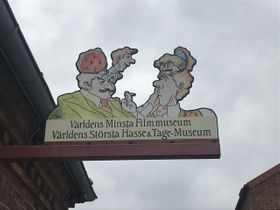 Världens Minsta Filmmuseum
Världens Största Hasse & Tage-Museum